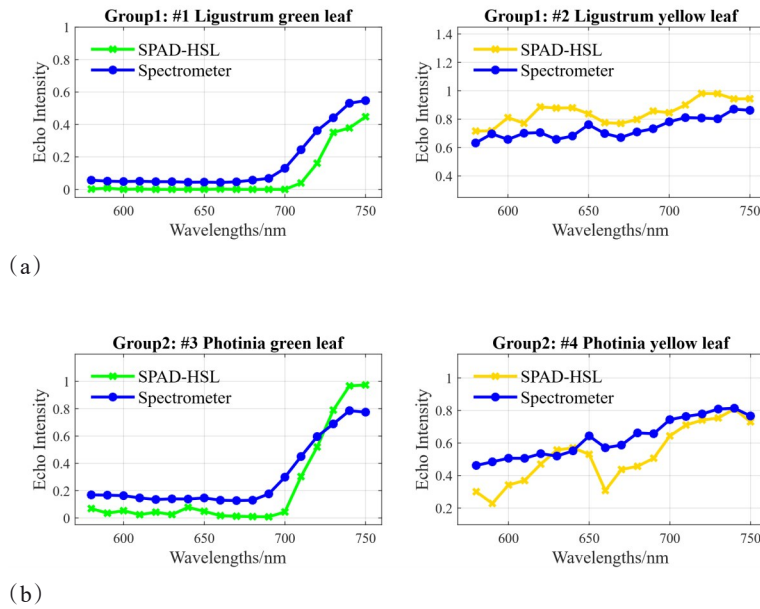 Group1: #1 Ligustrum green leaf
1
0.8
0.6
0.4
0.2
0
Echo Intensity
SPAD-HSL
Spectrometer
600
650
700
750
Wavelengths/nm
Group1: #2 Ligustrum yellow leaf
1.4
1.2
1
0.8
0.6
0.4
Echo Intensity
SPAD-HSL
Spectrometer
600
650
700
750
Wavelengths/nm
(a)
Group2: #3 Photinia green leaf
1
0.8
0.6
0.4
0.2
0
Echo Intensity
SPAD-HSL
Spectrometer
600
650
700
750
Wavelengths/nm
Group2: #4 Photinia yellow leaf
1
0.8
0.6
0.4
0.2
Echo Intensity
SPAD-HSL
Spectrometer
600
650
700
750
Wavelengths/nm
(b)